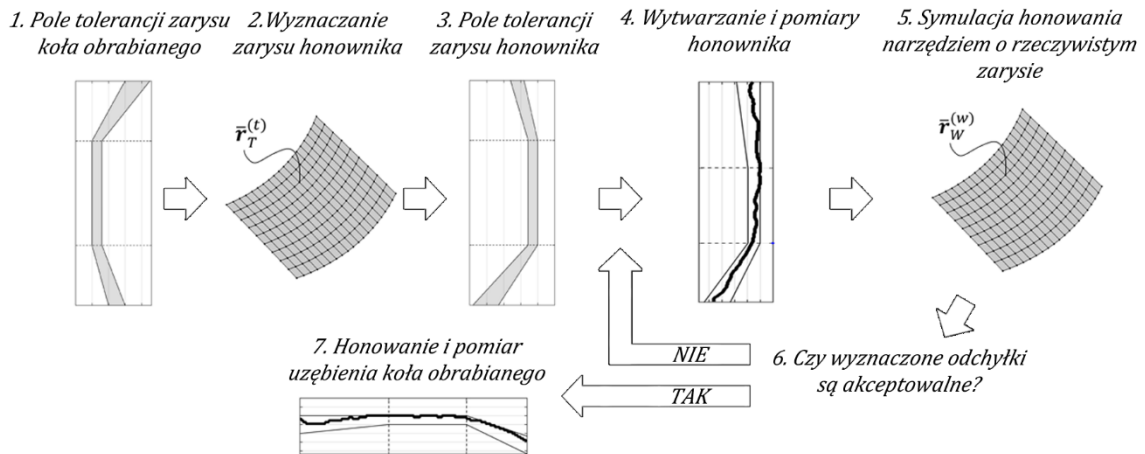 1. Pole tolerancji zarysu
koła obrabianego
2.Wyznaczanie
zarysu honownika
3. Pole tolerancji
zarysu honownika
4. Wytwarzanie i pomiary
honownika
5. Symulacja honowania
narzędziem o rzeczywistym
zarysie
r̅_T^(t)
r̅_W^(w)
7. Honowanie i pomiar
uzębienia koła obrabianego
NIE
TAK
6. Czy wyznaczone odchyłki
są akceptowalne?